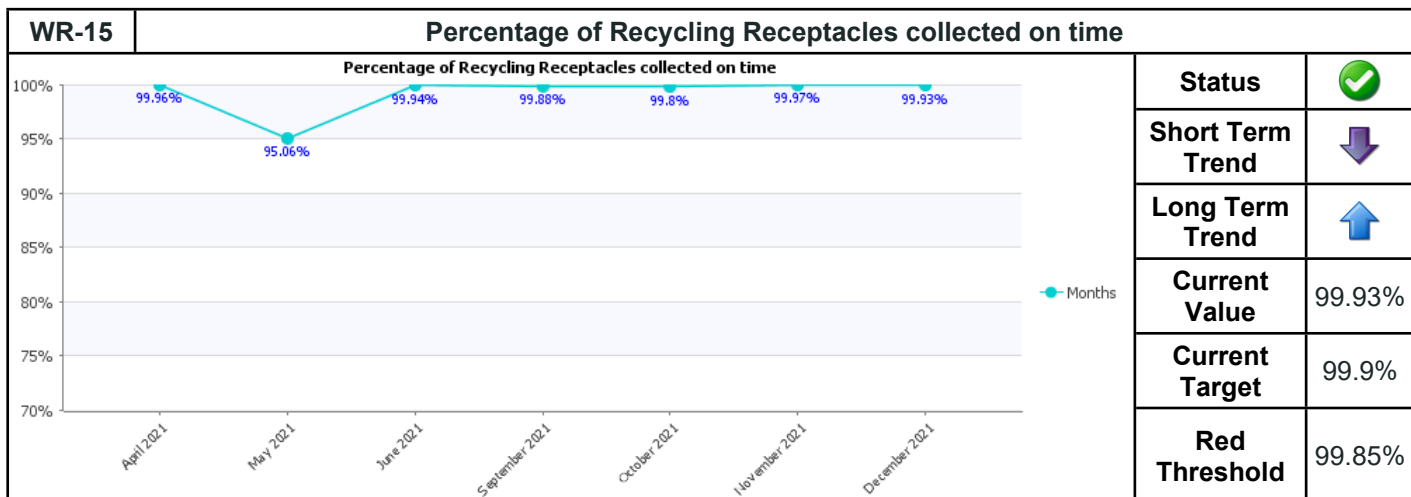 WR-15
Percentage of Recycling Receptacles collected on time
Percentage of Recycling Receptacles collected on time
100%
95%
90%
85%
80%
75%
70%
99.96%
95.06%
99.94%
99.88%
99.8%
99.97%
99.93%
April 2021
May 2021
June 2021
September 2021
October 2021
November 2021
December 2021
Months
Status
Short Term
Trend
Long Term
Trend
Current
Value
99.93%
Current
Target
99.9%
Red
Threshold
99.85%